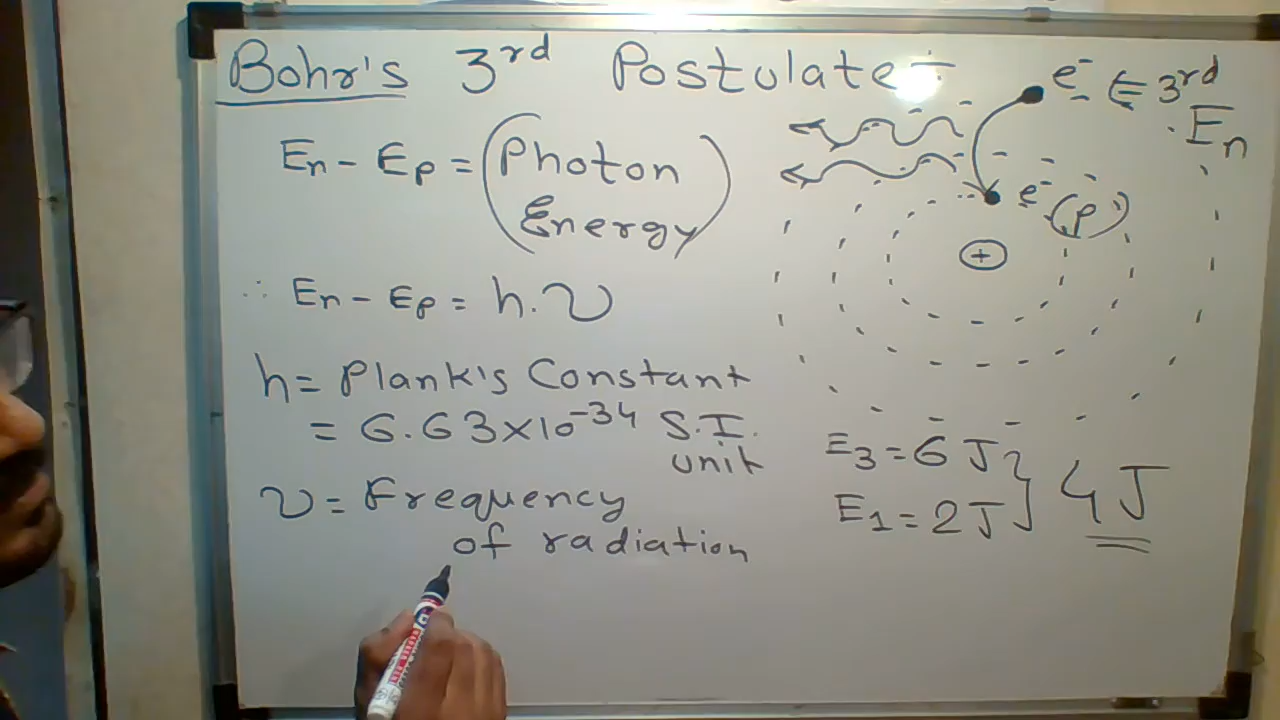 Bohr's 3rd Postulate :-
En - Ep = (Photon
Energy)
∴ En - Ep = h.ν
h = Plank's Constant
= 6.63×10⁻³⁴ S.I.
unit
ν = Frequency
of radiation
e⁻ ⇐ 3rd
En
e⁻ (p)
+
E₃ = 6 J
E₁ = 2 J } 4 J